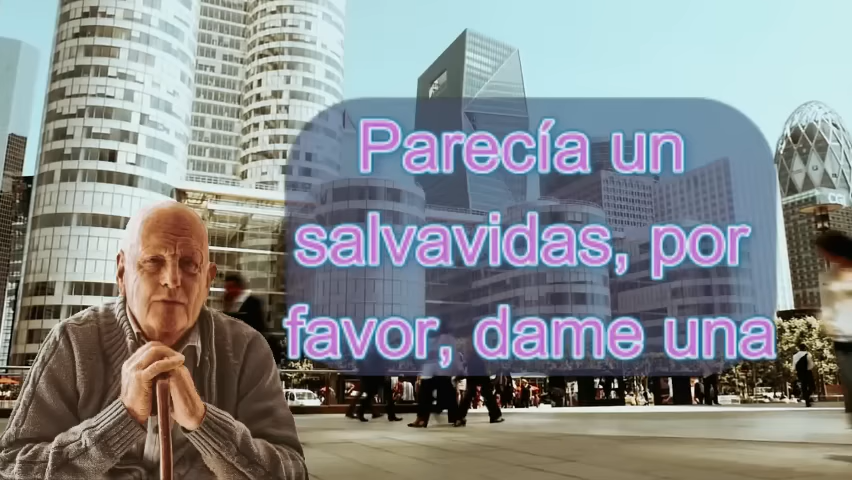 Parecía un
salvavidas, por
favor, dame una